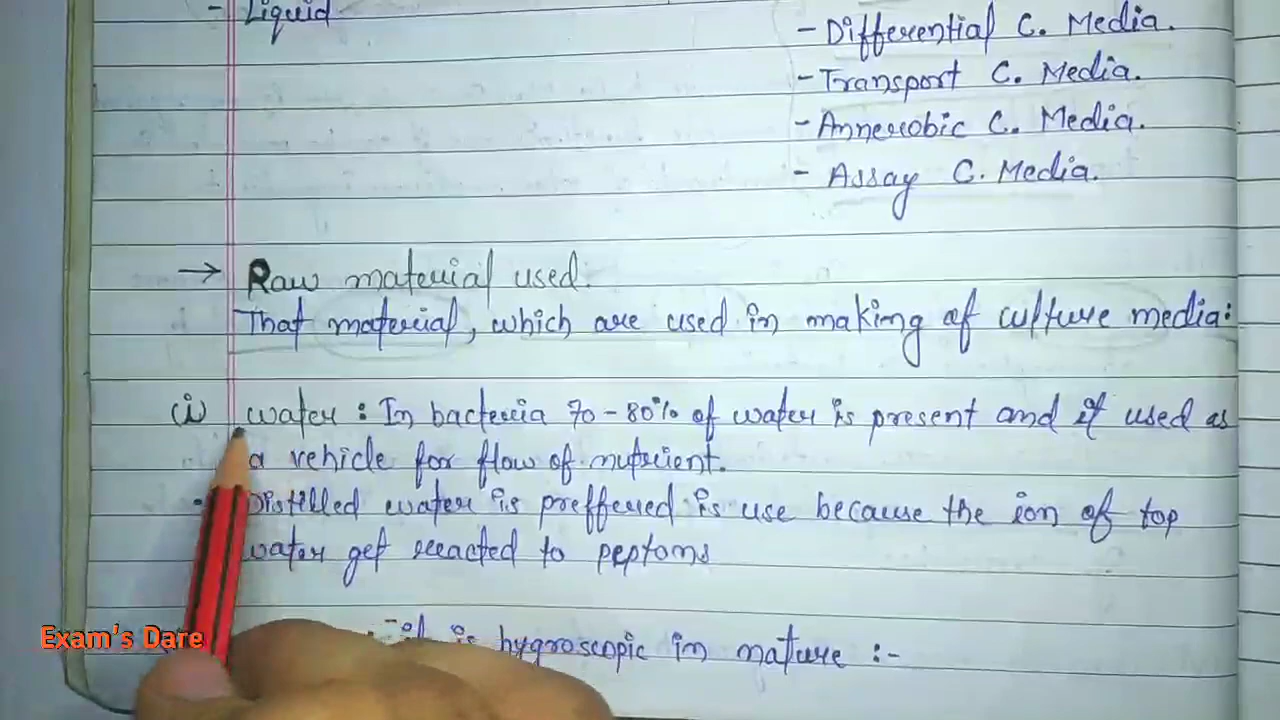 - Liquid
- Differential C. Media.
- Transport C. Media.
- Annerobic C. Media.
- Assay C. Media.
→ Raw material used:
That material, which are used in making of culture media:
(i) water : In bacteria 70-80% of water is present and it used as
a vehicle for flow of nutrient.
Distilled water is preffered is use because the ion of top
water get reacted to peptoms
it is hygroscopic in nature :-
Exam's Dare